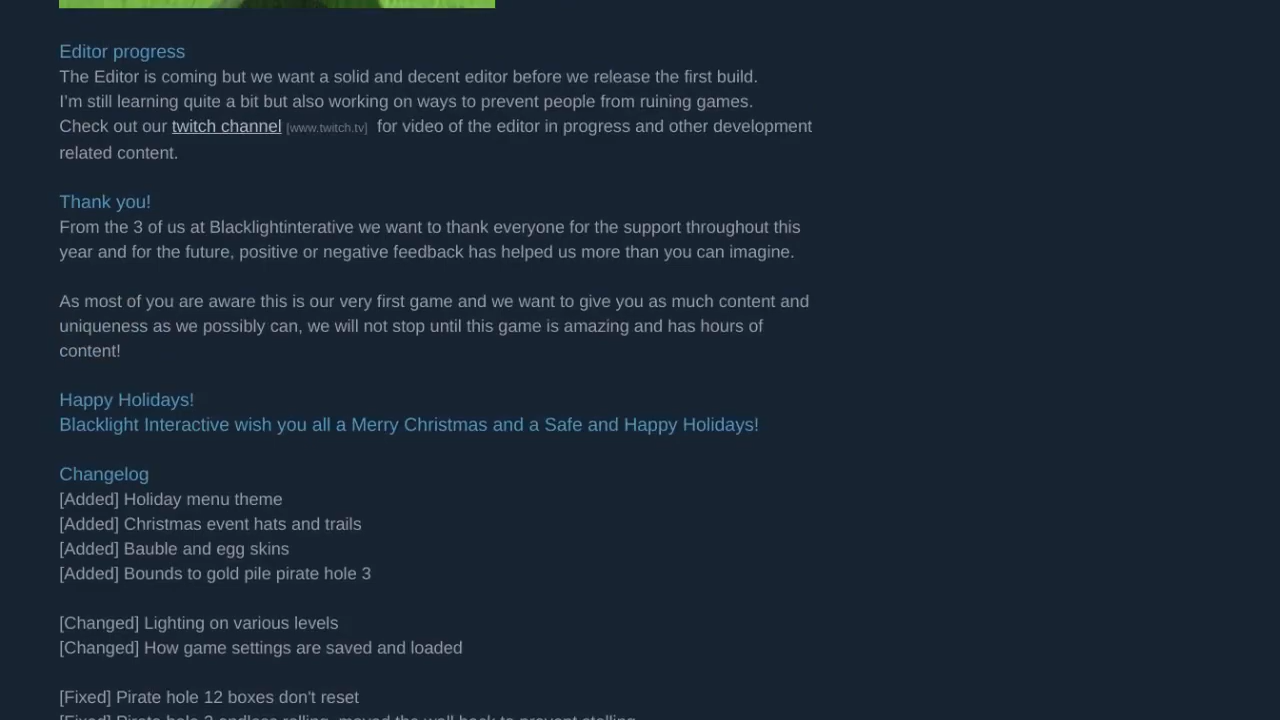 Editor progress
The Editor is coming but we want a solid and decent editor before we release the first build.
I'm still learning quite a bit but also working on ways to prevent people from ruining games.
Check out our twitch channel [www.twitch.tv] for video of the editor in progress and other development
related content.
Thank you!
From the 3 of us at Blacklightinterative we want to thank everyone for the support throughout this
year and for the future, positive or negative feedback has helped us more than you can imagine.
As most of you are aware this is our very first game and we want to give you as much content and
uniqueness as we possibly can, we will not stop until this game is amazing and has hours of
content!
Happy Holidays!
Blacklight Interactive wish you all a Merry Christmas and a Safe and Happy Holidays!
Changelog
[Added] Holiday menu theme
[Added] Christmas event hats and trails
[Added] Bauble and egg skins
[Added] Bounds to gold pile pirate hole 3
[Changed] Lighting on various levels
[Changed] How game settings are saved and loaded
[Fixed] Pirate hole 12 boxes don't reset